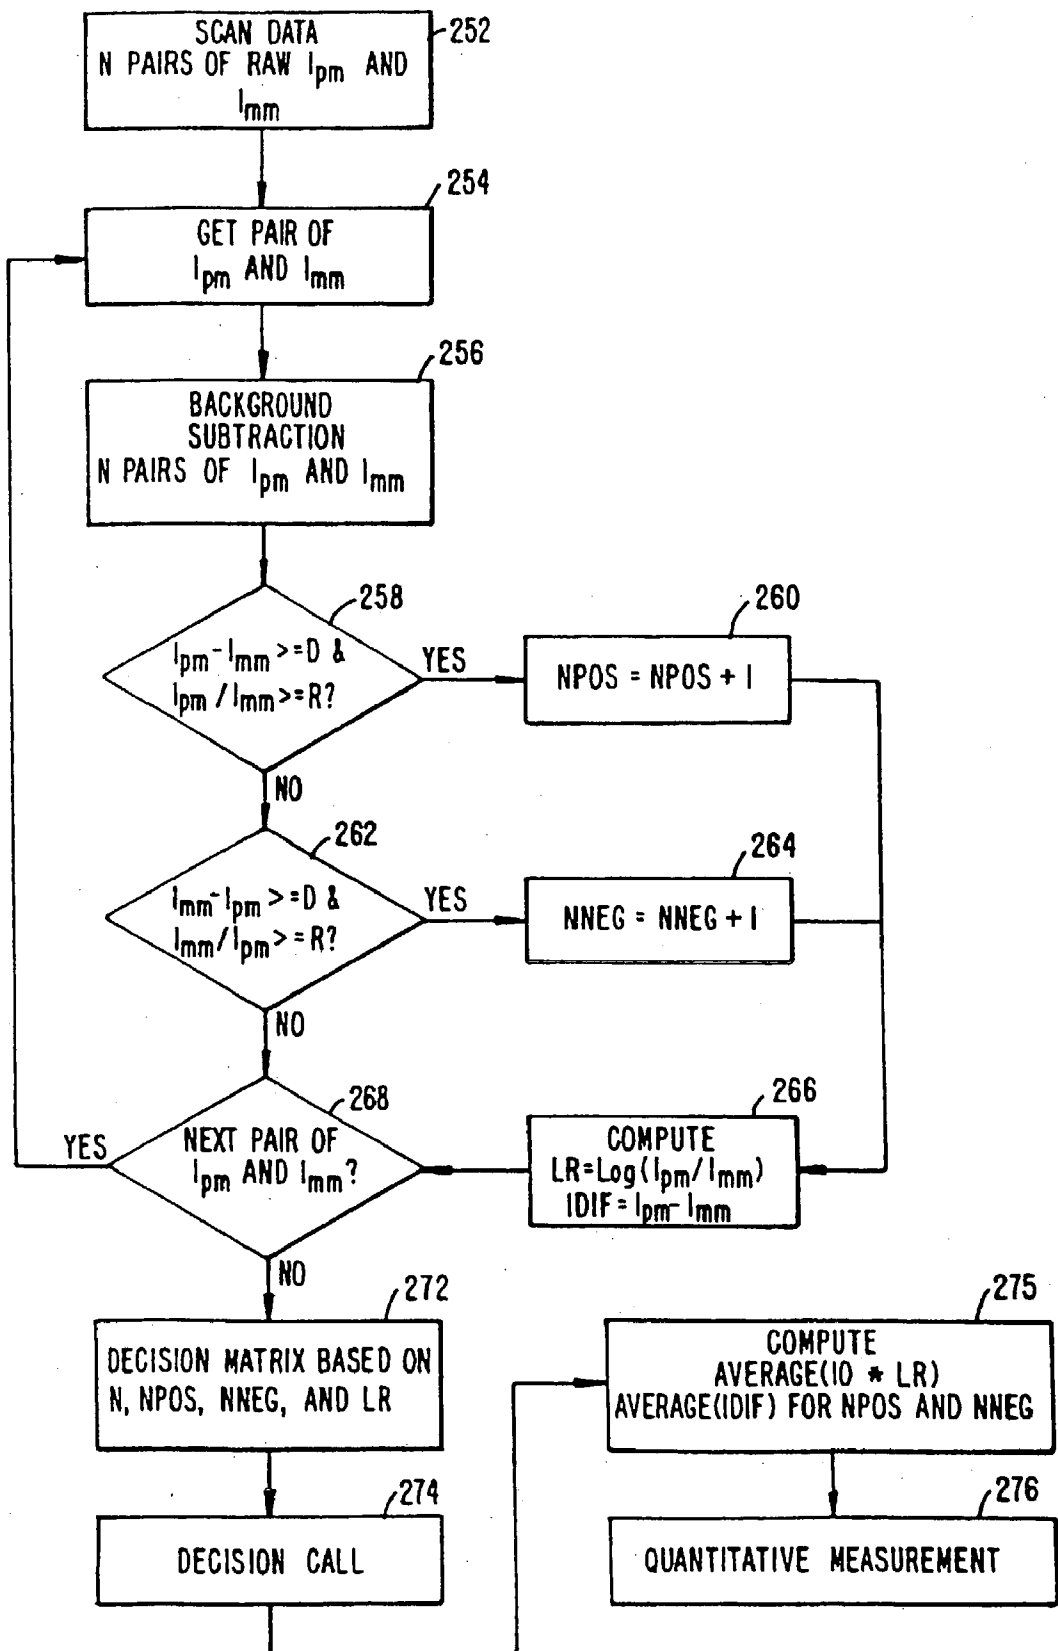 SCAN DATA
N PAIRS OF RAW Ipm AND
Imm
252
254
GET PAIR OF
Ipm AND Imm
256
BACKGROUND
SUBTRACTION
N PAIRS OF Ipm AND Imm
258
Ipm-Imm>=D &
Ipm/Imm>=R?
YES
260
NPOS = NPOS + 1
NO
262
Imm-Ipm>=D &
Imm/Ipm>=R?
YES
264
NNEG = NNEG + 1
NO
268
NEXT PAIR OF
Ipm AND Imm?
YES
266
COMPUTE
LR=Log(Ipm/Imm)
IDIF=Ipm-Imm
NO
272
DECISION MATRIX BASED ON
N, NPOS, NNEG, AND LR
274
DECISION CALL
275
COMPUTE
AVERAGE(10 * LR)
AVERAGE(IDIF) FOR NPOS AND NNEG
276
QUANTITATIVE MEASUREMENT